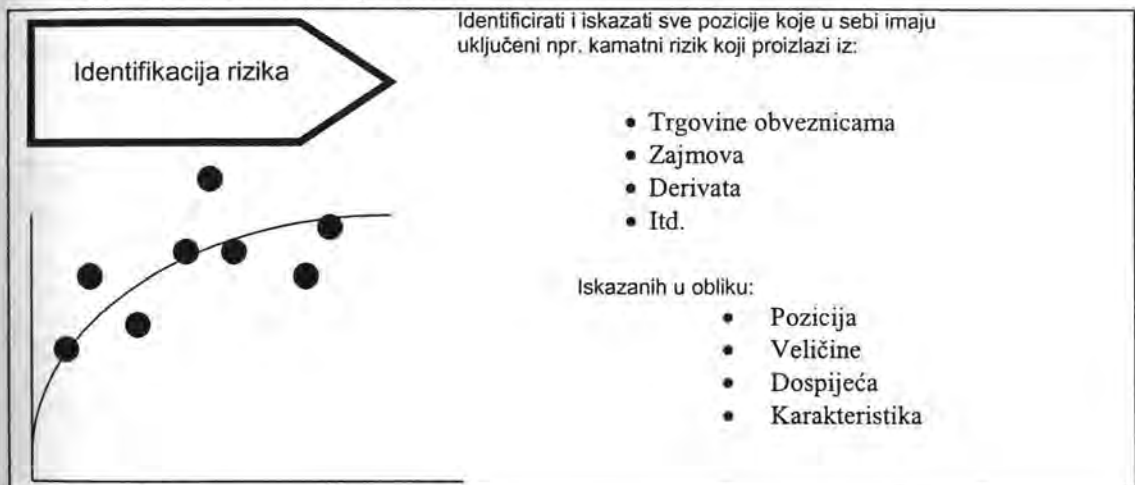 Identifikacija rizika
Identificirati i iskazati sve pozicije koje u sebi imaju
uključeni npr. kamatni rizik koji proizlazi iz:
• Trgovine obveznicama
• Zajmova
• Derivata
• Itd.
Iskazanih u obliku:
• Pozicija
• Veličine
• Dospijeća
• Karakteristika